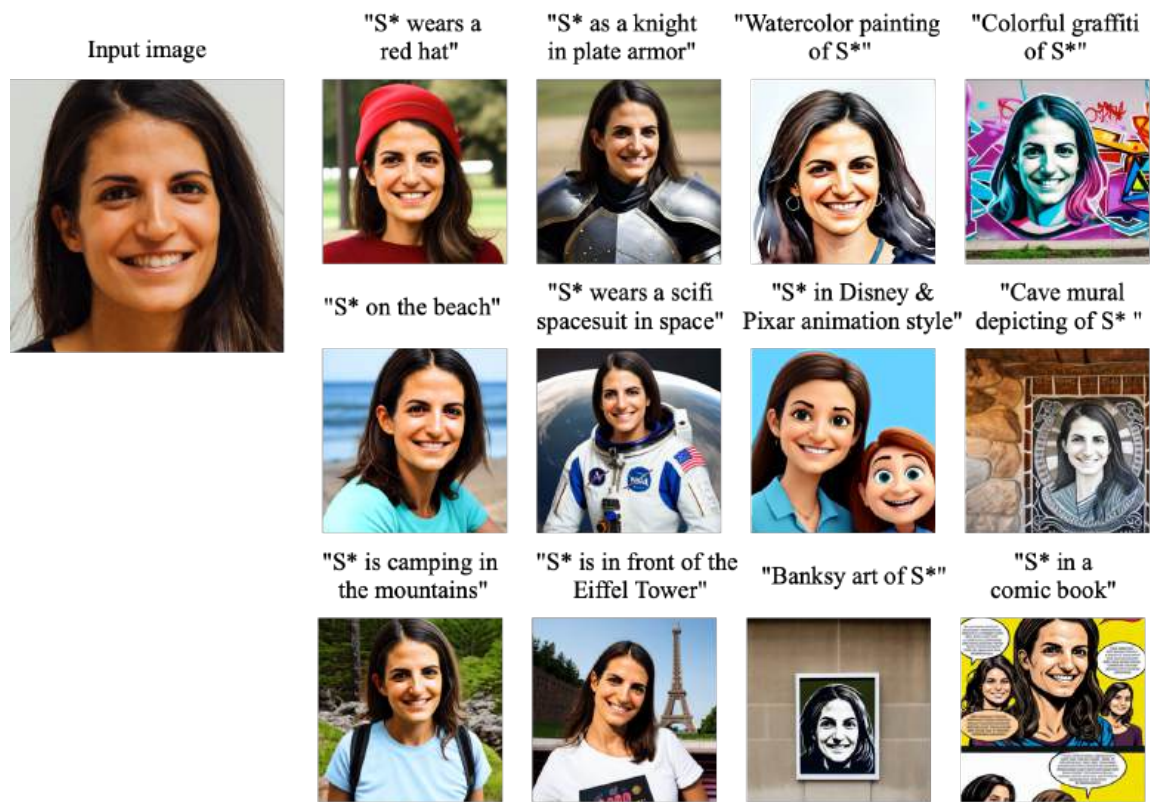 Input image
"S* wears a
red hat"
"S* as a knight
in plate armor"
"Watercolor painting
of S*"
"Colorful graffiti
of S*"
"S* on the beach"
"S* wears a scifi
spacesuit in space"
"S* in Disney &
Pixar animation style"
"Cave mural
depicting of S* "
NASA
"S* is camping in
the mountains"
"S* is in front of the
Eiffel Tower"
"Banksy art of S*"
"S* in a
comic book"